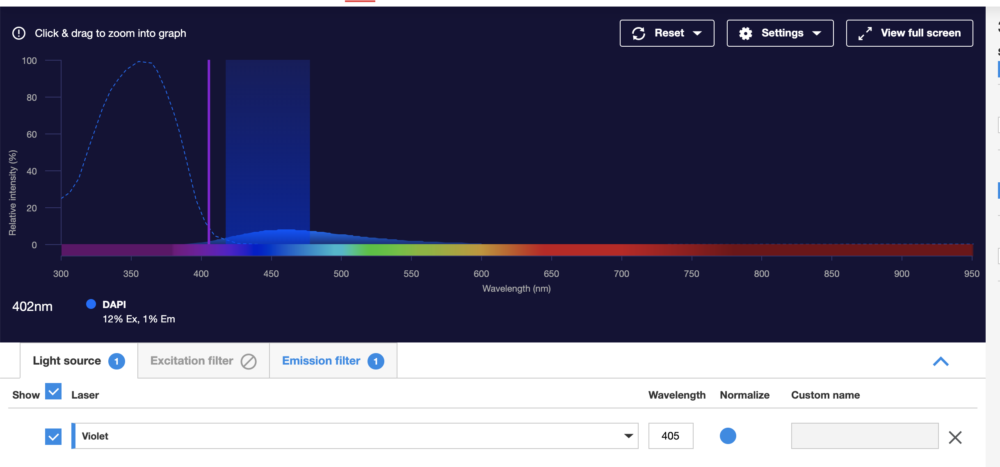 Click & drag to zoom into graph
Reset
Settings
View full screen
100
80
60
40
20
0
Relative intensity (%)
300 350 400 450 500 550 600 650 700 750 800 850 900 950
Wavelength (nm)
402nm
DAPI
12% Ex, 1% Em
Light source 1
Excitation filter
Emission filter 1
Show Laser Wavelength Normalize Custom name
Violet 405